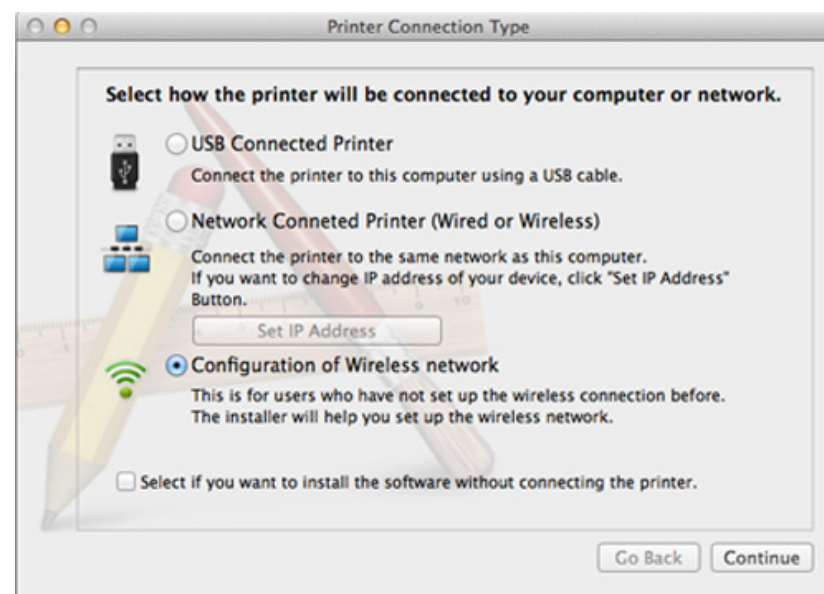 Printer Connection Type
Select how the printer will be connected to your computer or network.
USB Connected Printer
Connect the printer to this computer using a USB cable.
Network Conneted Printer (Wired or Wireless)
Connect the printer to the same network as this computer.
If you want to change IP address of your device, click "Set IP Address"
Button.
Set IP Address
Configuration of Wireless network
This is for users who have not set up the wireless connection before.
The installer will help you set up the wireless network.
Select if you want to install the software without connecting the printer.
Go Back Continue